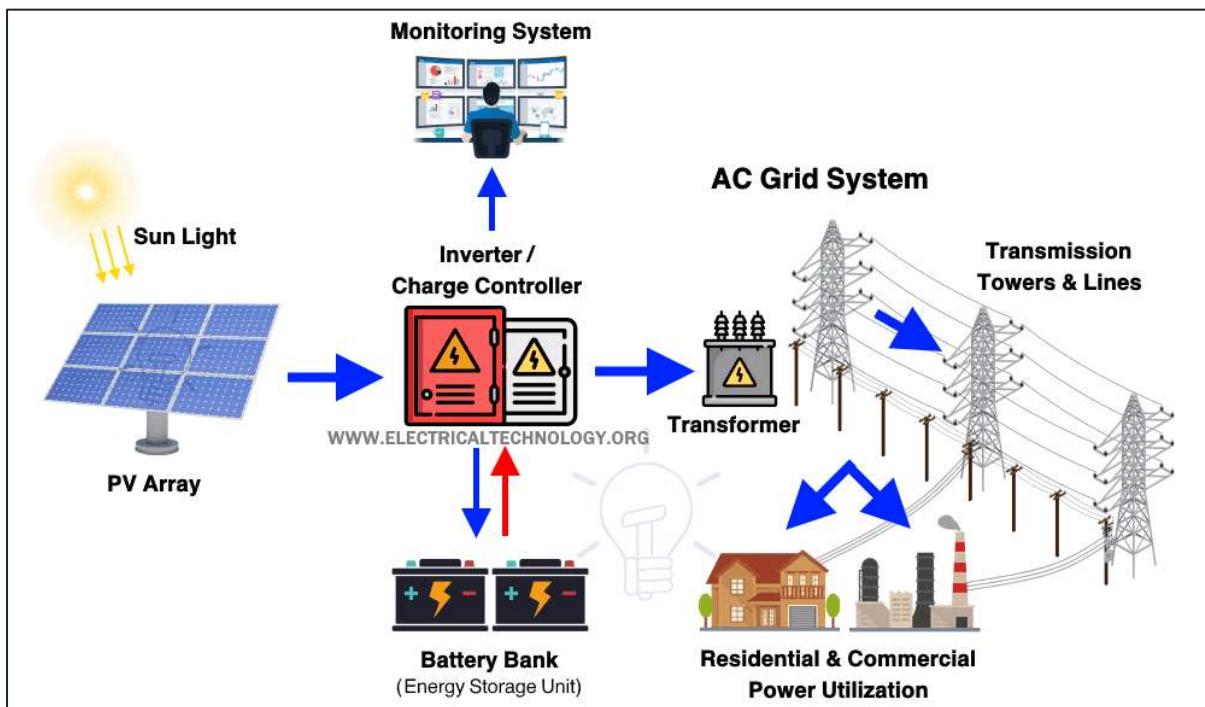 Monitoring System
AC Grid System
Sun Light
Inverter /
Charge Controller
Transmission
Towers & Lines
Transformer
WWW.ELECTRICALTECHNOLOGY.ORG
PV Array
Battery Bank
(Energy Storage Unit)
Residential & Commercial
Power Utilization